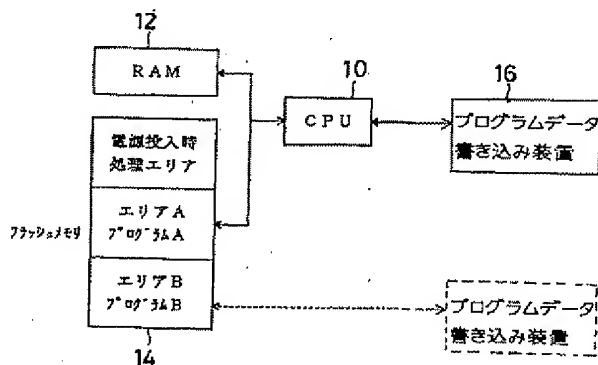 12
RAM
10
CPU
16
プログラムデータ
書き込み装置
電源投入時
処理エリア
エリアA
プログラムA
フラッシュメモリ
エリアB
プログラムB
14
プログラムデータ
書き込み装置